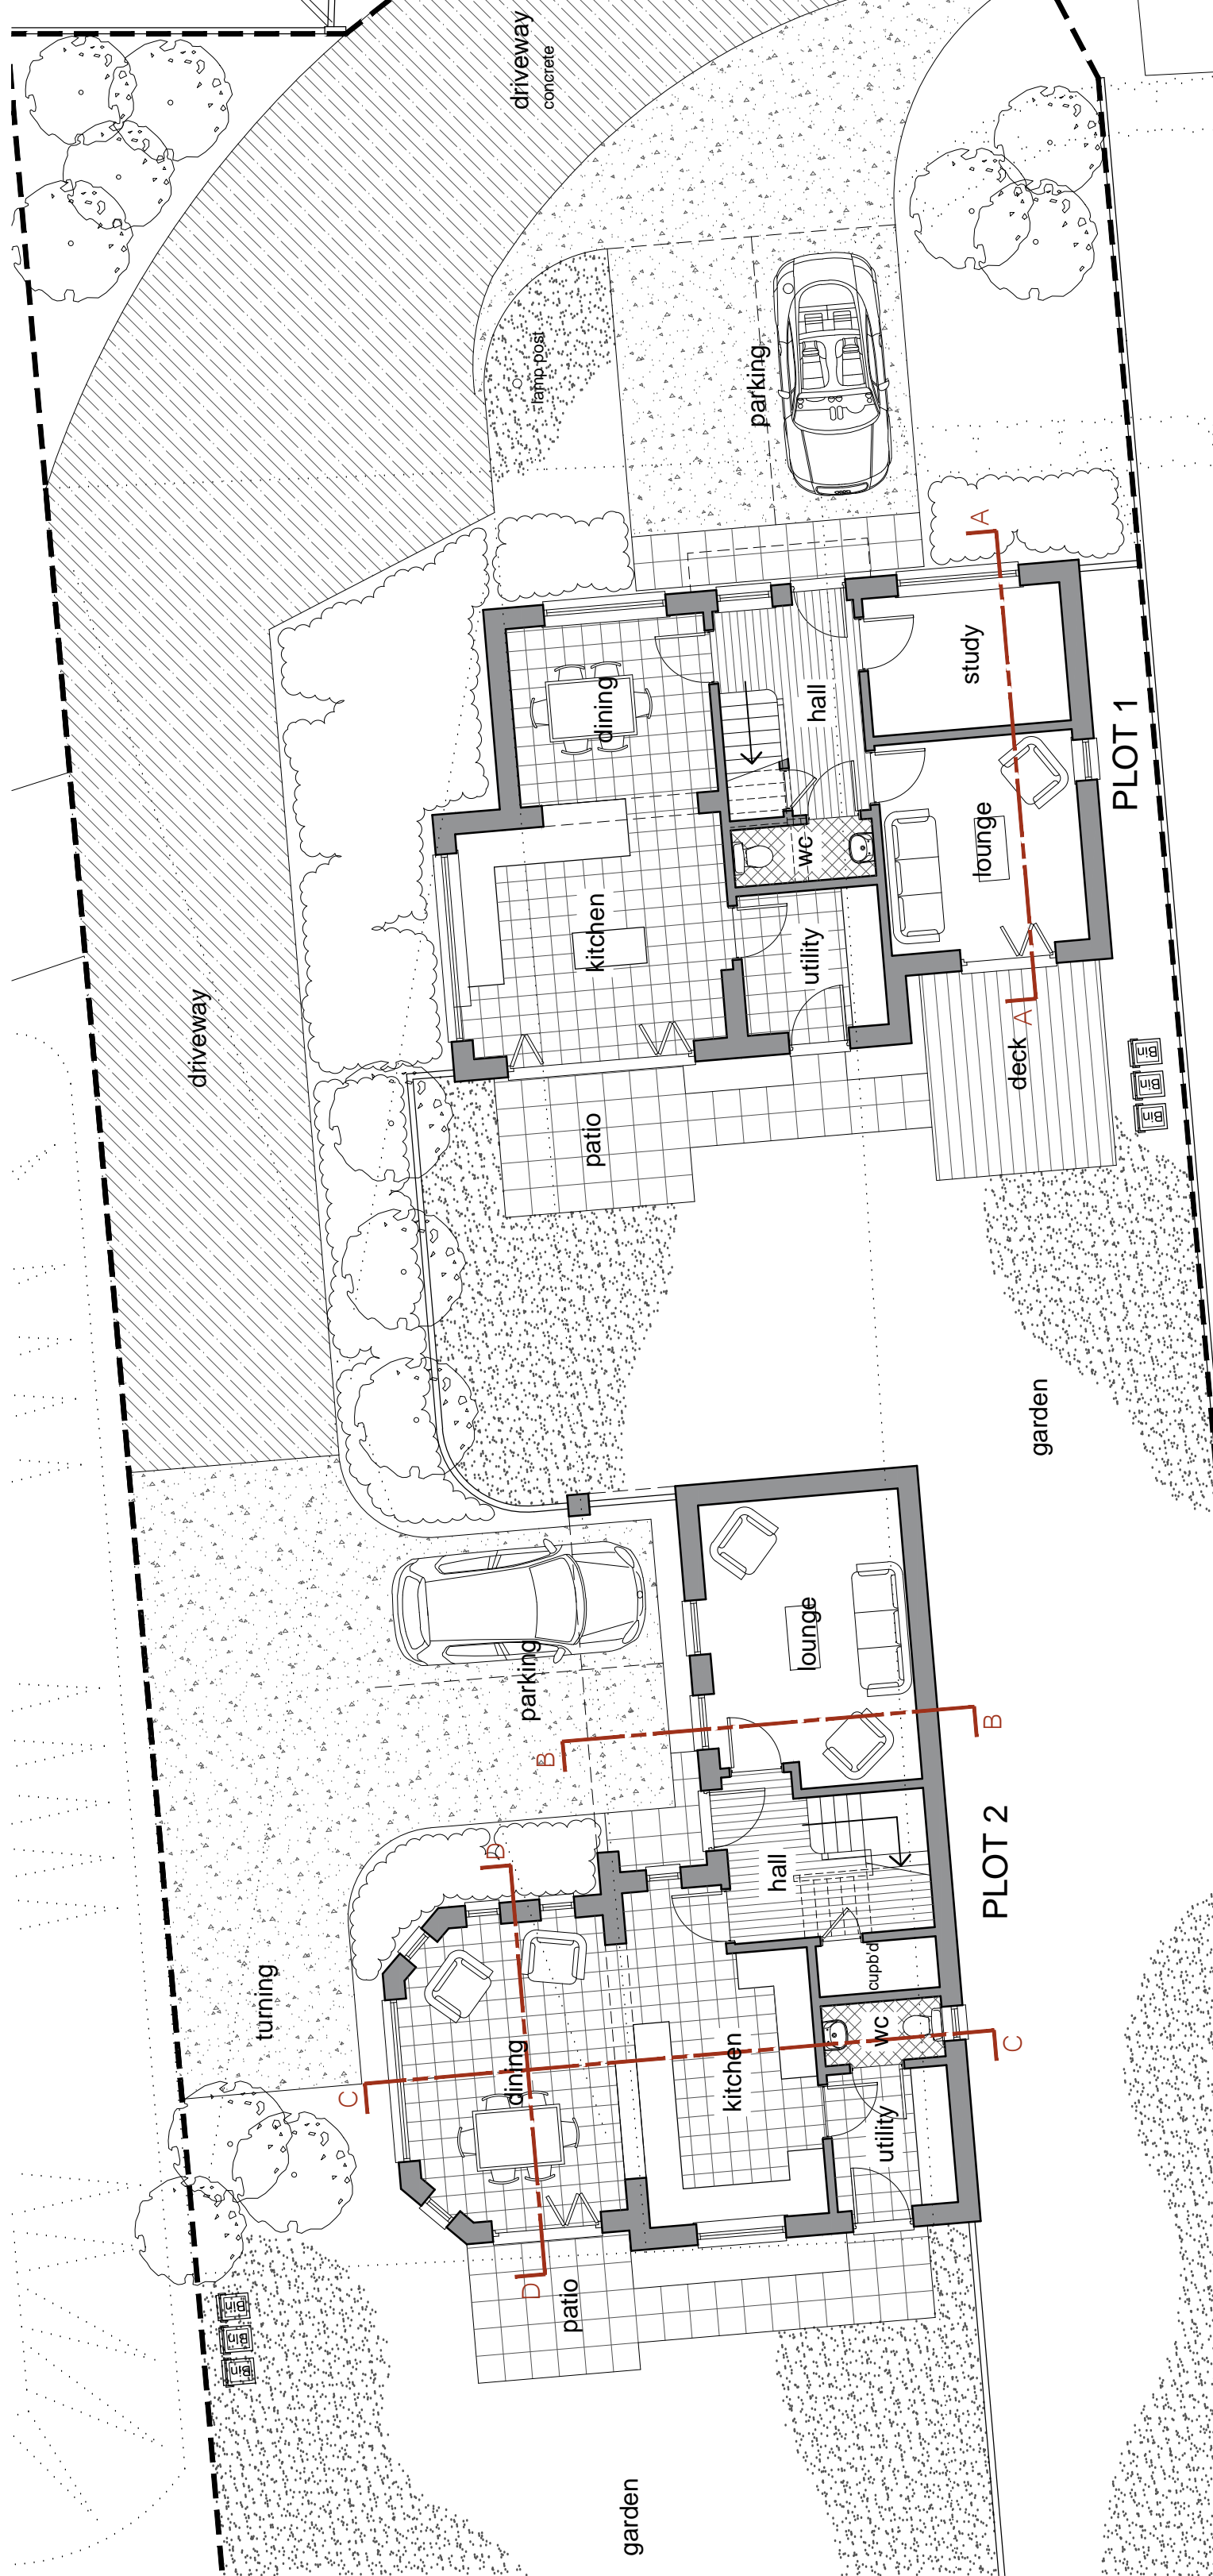 driveway
concrete
lamp post
parking
A
study
dining
hall
PLOT 1
lounge
wc
kitchen
utility
driveway
A
deck
Bin
Bin
Bin
patio
garden
lounge
parking
B
B
PLOT 2
D
hall
cupb'd
turning
wc
C
C
dining
kitchen
utility
D
patio
Bin
Bin
Bin
garden